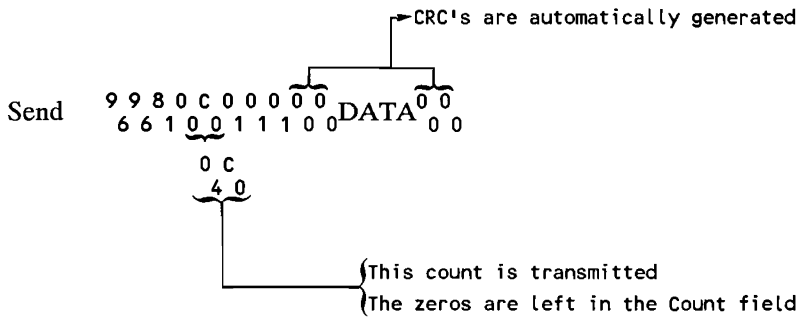 CRC's are automatically generated
9 9 8 0 C 0 0 0 0 0 0 0
Send DATA
6 6 1 0 0 1 1 1 0 0 0 0
0 C
4 0
This count is transmitted
The zeros are left in the Count field